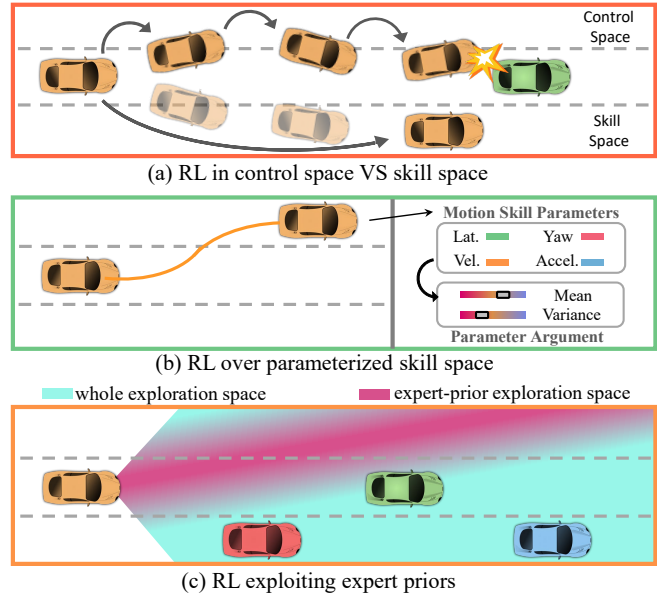 Control
Space
Skill
Space
(a) RL in control space VS skill space
Motion Skill Parameters
Lat. Yaw
Vel. Accel.
Mean
Variance
Parameter Argument
(b) RL over parameterized skill space
whole exploration space expert-prior exploration space
(c) RL exploiting expert priors